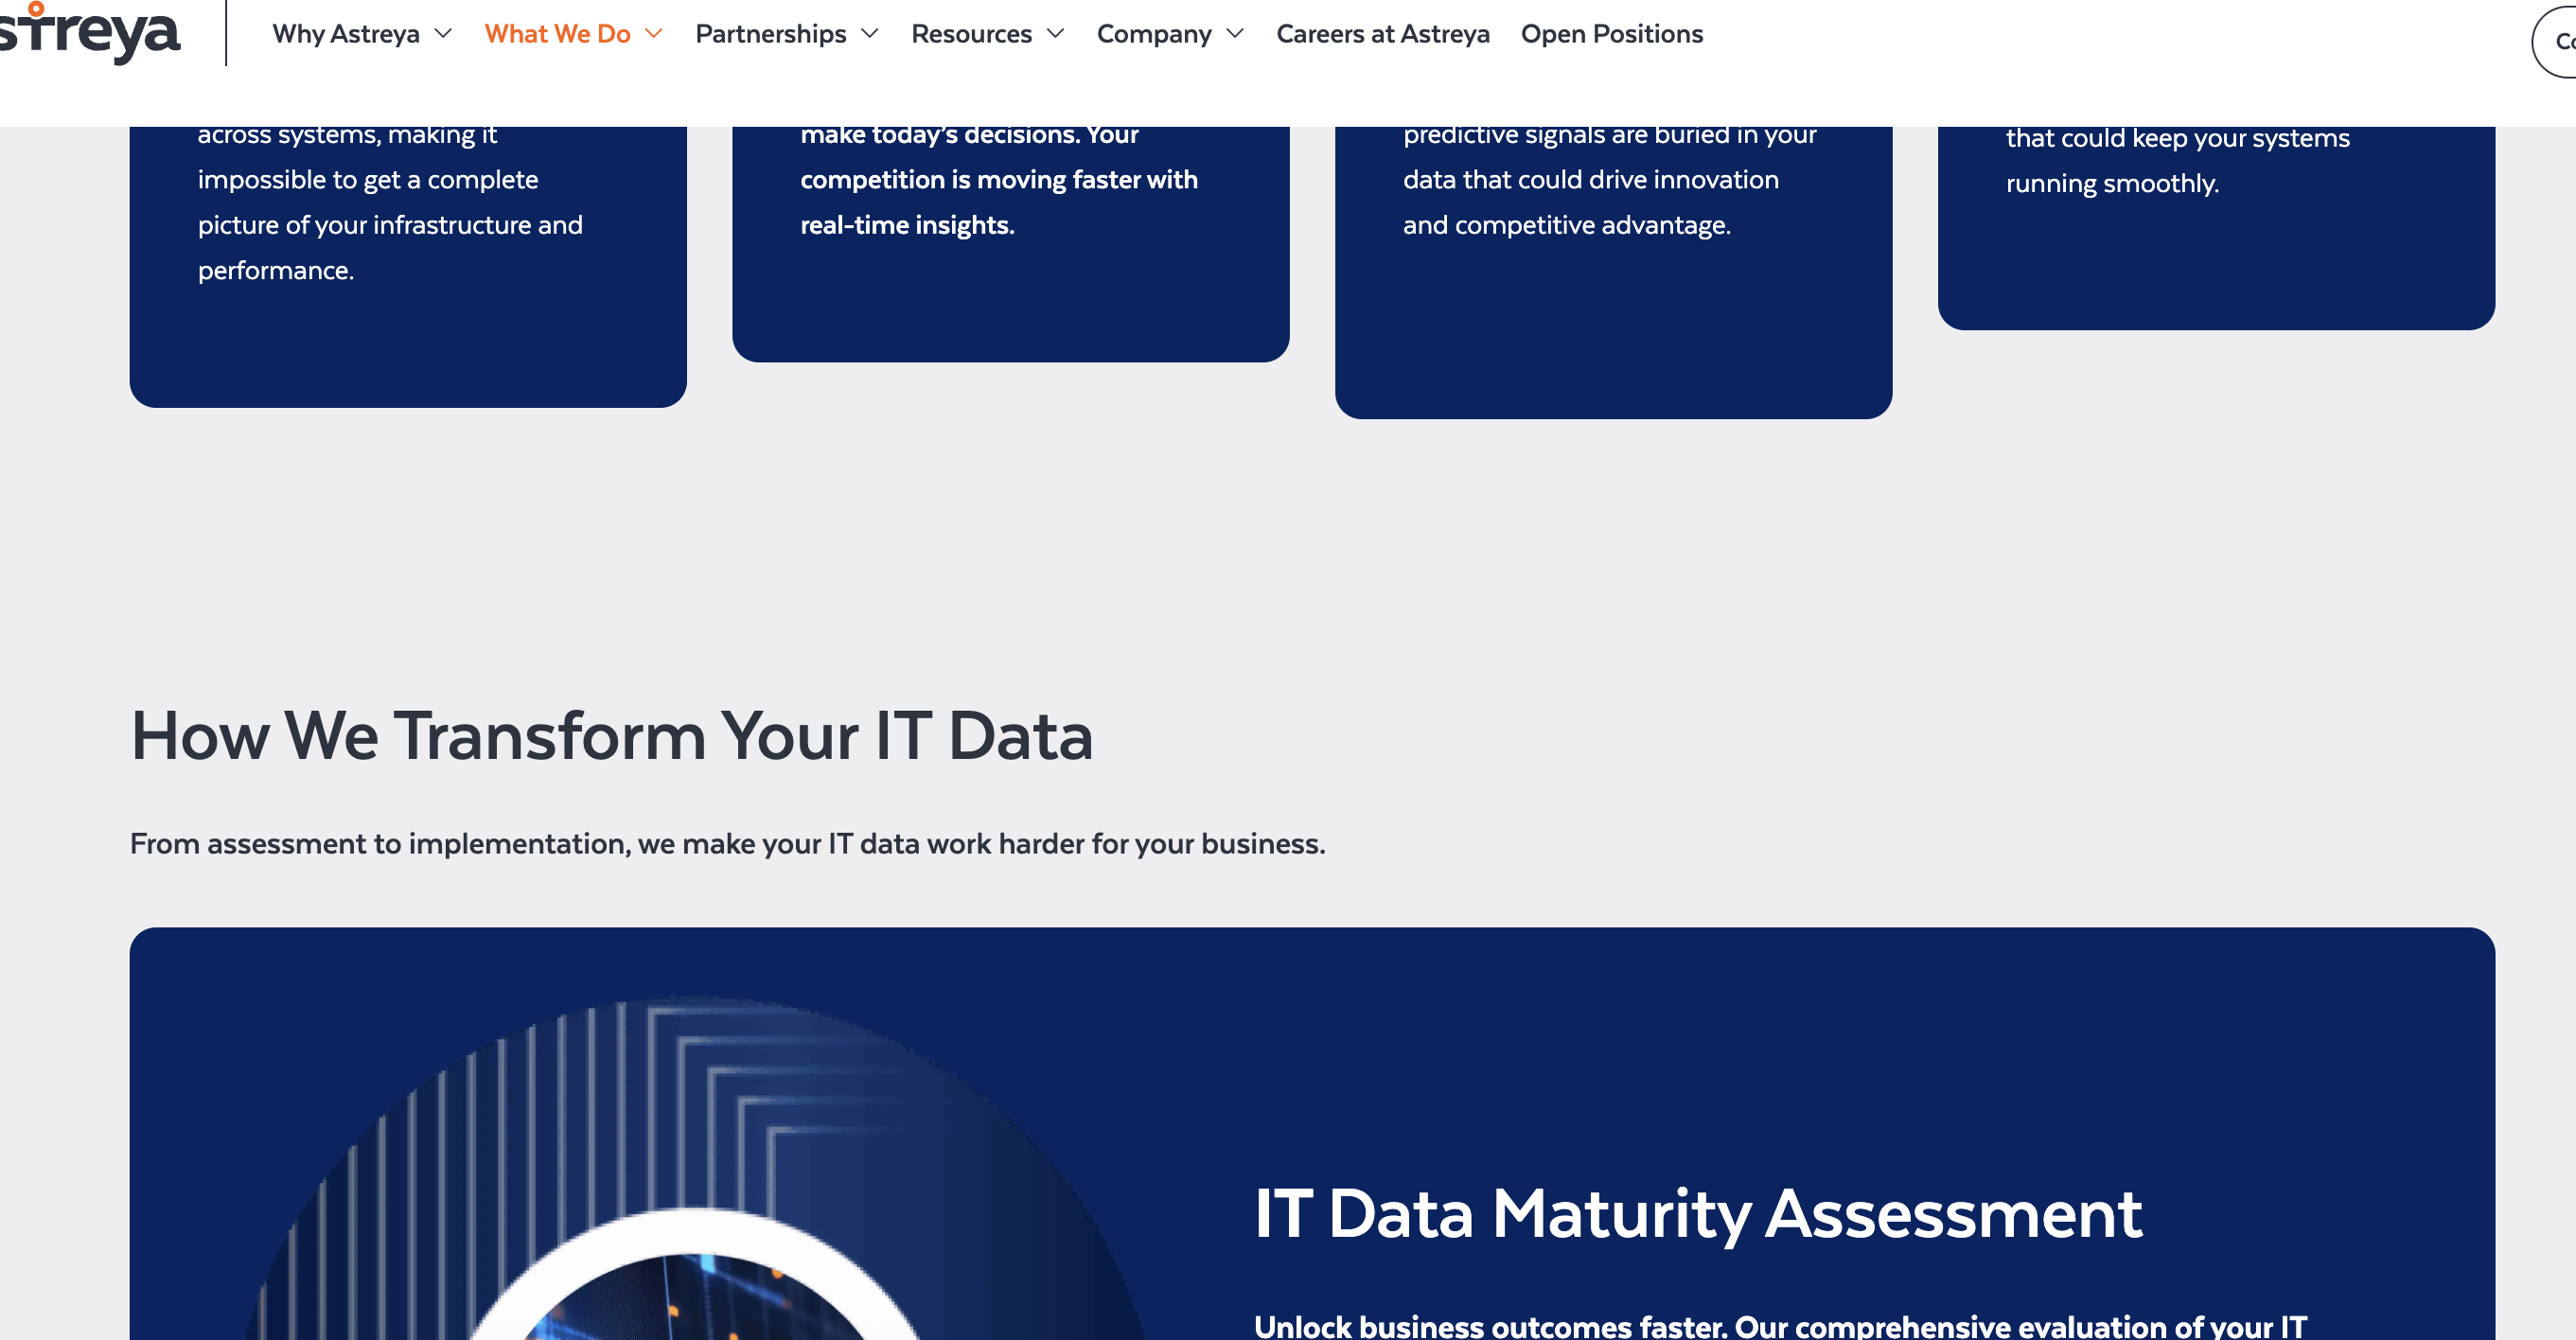 streya
Why Astreya
What We Do
Partnerships
Resources
Company
Careers at Astreya
Open Positions
across systems, making it
impossible to get a complete
picture of your infrastructure and
performance.
make today's decisions. Your
competition is moving faster with
real-time insights.
predictive signals are buried in your
data that could drive innovation
and competitive advantage.
that could keep your systems
running smoothly.
How We Transform Your IT Data
From assessment to implementation, we make your IT data work harder for your business.
IT Data Maturity Assessment
Unlock business outcomes faster. Our comprehensive evaluation of your IT